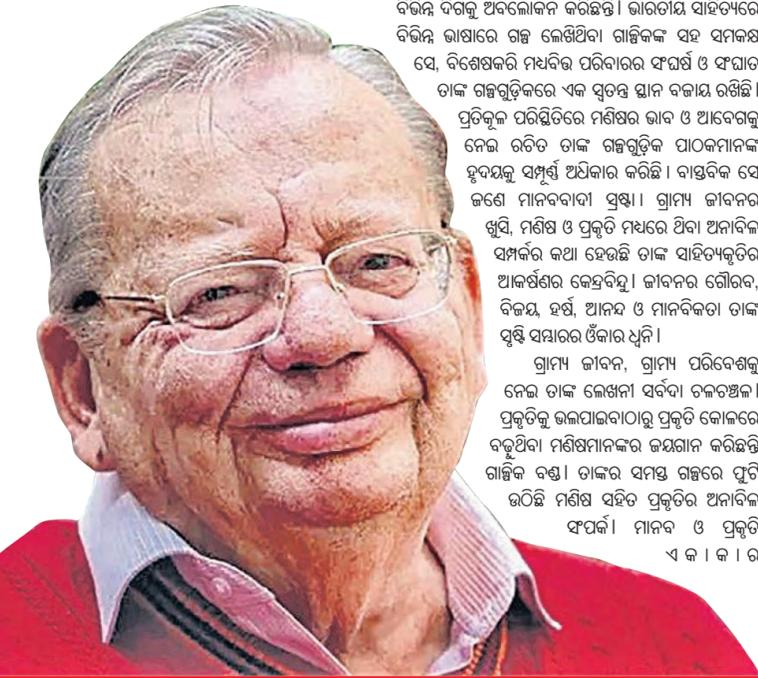 ବିଭିନ୍ନ ଦିଗକୁ ଅବଲୋକନ କରିଛନ୍ତି। ଭାରତୀୟ ସାହିତ୍ୟରେ
ବିଭିନ୍ନ ଭାଷାରେ ଗଳ୍ପ ଲେଖିଥିବା ଗାଳ୍ପିକଙ୍କ ସହ ସମକକ୍ଷ
ସେ, ବିଶେଷକରି ମଧ୍ୟବିତ୍ତ ପରିବାରର ସଂଘର୍ଷ ଓ ସଂଘାତ
ତାଙ୍କ ଗଳ୍ପଗୁଡ଼ିକରେ ଏକ ସ୍ୱତନ୍ତ୍ର ସ୍ଥାନ ବଜାୟ ରଖିଛି।
ପ୍ରତିକୂଳ ପରିସ୍ଥିତିରେ ମଣିଷର ଭାବ ଓ ଆବେଗକୁ
ନେଇ ରଚିତ ତାଙ୍କ ଗଳ୍ପଗୁଡ଼ିକ ପାଠକମାନଙ୍କ
ହୃଦୟକୁ ସମ୍ପୂର୍ଣ୍ଣ ଅଧିକାର କରିଛି। ବାସ୍ତବିକ ସେ
ଜଣେ ମାନବବାଦୀ ସ୍ରଷ୍ଟା। ଗ୍ରାମ୍ୟ ଜୀବନର
ଖୁସି, ମଣିଷ ଓ ପ୍ରକୃତି ମଧ୍ୟରେ ଥିବା ଅନାବିଳ
ସମ୍ପର୍କର କଥା ହେଉଛି ତାଙ୍କ ସାହିତ୍ୟକୃତିର
ଆକର୍ଷଣର କେନ୍ଦ୍ରବିନ୍ଦୁ। ଜୀବନର ଗୌରବ,
ବିଜୟ, ହର୍ଷ, ଆନନ୍ଦ ଓ ମାନବିକତା ତାଙ୍କ
ସୃଷ୍ଟି ସମ୍ଭାରର ଓଁକାର ଧ୍ୱନି।
ଗ୍ରାମ୍ୟ ଜୀବନ, ଗ୍ରାମ୍ୟ ପରିବେଶକୁ
ନେଇ ତାଙ୍କ ଲେଖନୀ ସର୍ବଦା ଚଳଚଞ୍ଚଳ।
ପ୍ରକୃତିକୁ ଭଲପାଇବାଠାରୁ ପ୍ରକୃତି କୋଳରେ
ବଢୁଥିବା ମଣିଷମାନଙ୍କର ଜୟଗାନ କରିଛନ୍ତି
ଗାଳ୍ପିକ ବଣ୍ଡ। ତାଙ୍କର ସମସ୍ତ ଗଳ୍ପରେ ଫୁଟି
ଉଠିଛି ମଣିଷ ସହିତ ପ୍ରକୃତିର ଅନାବିଳ
ସଂପର୍କ। ମାନବ ଓ ପ୍ରକୃତି
ଏକାକାର